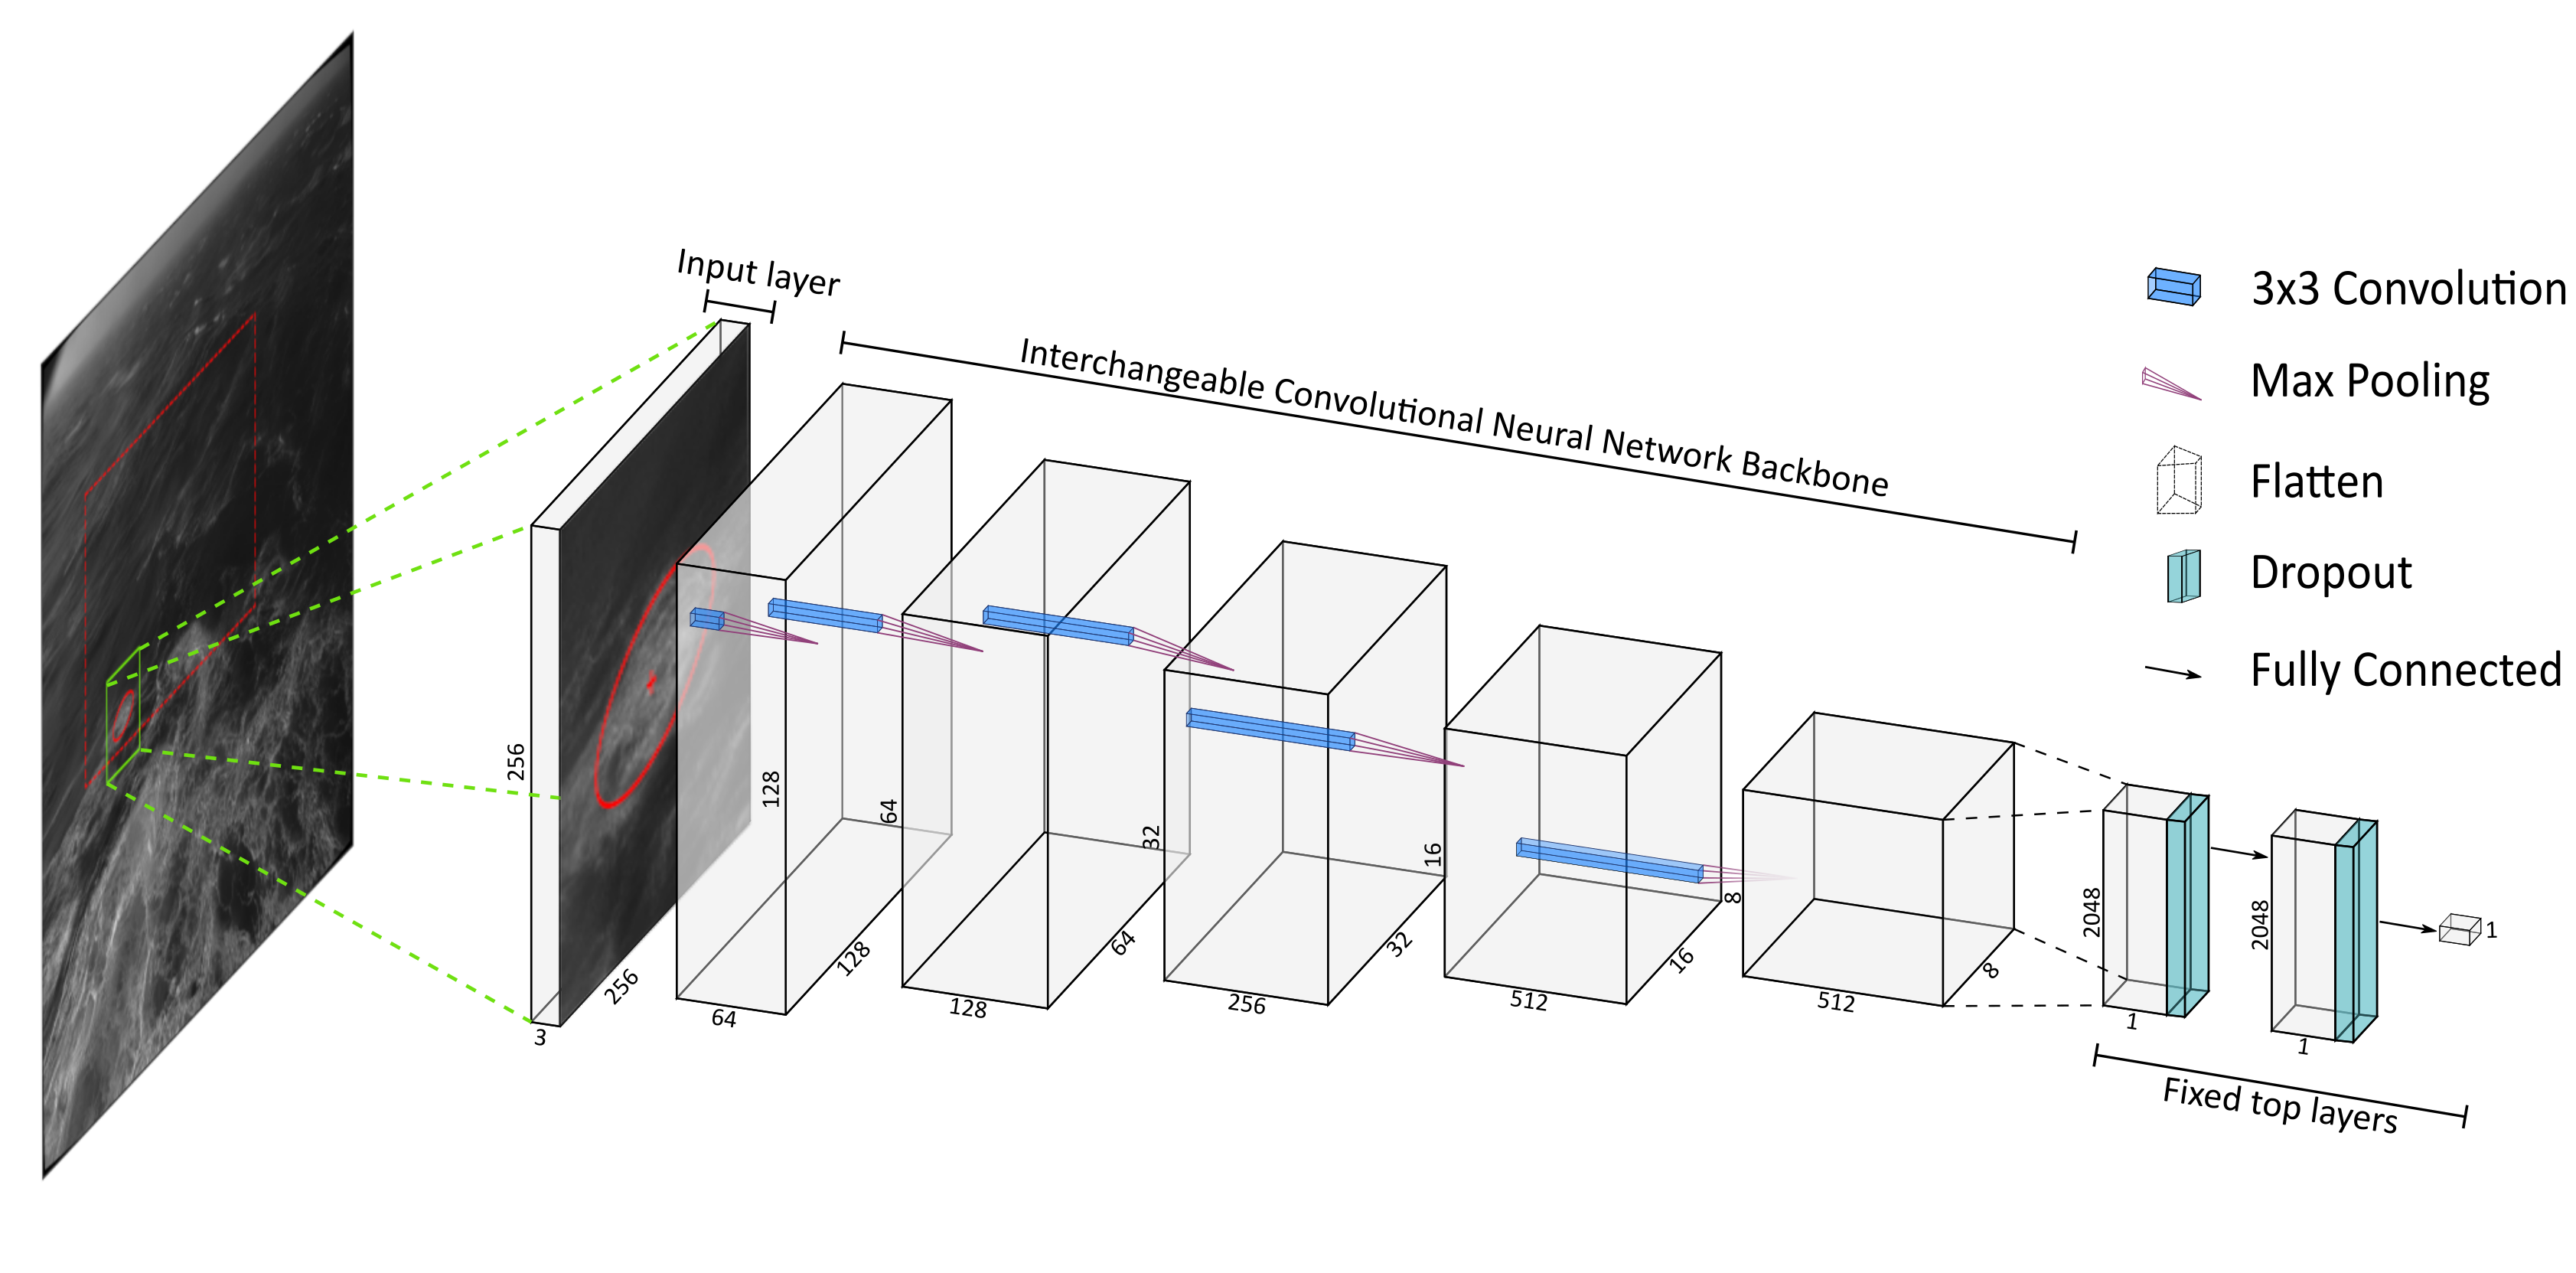 Input layer
Interchangeable Convolutional Neural Network Backbone
3x3 Convolution
Max Pooling
Flatten
Dropout
Fully Connected
256
256
3
128
128
64
64
64
128
32
32
256
16
16
512
8
8
512
2048
1
2048
1
1
Fixed top layers